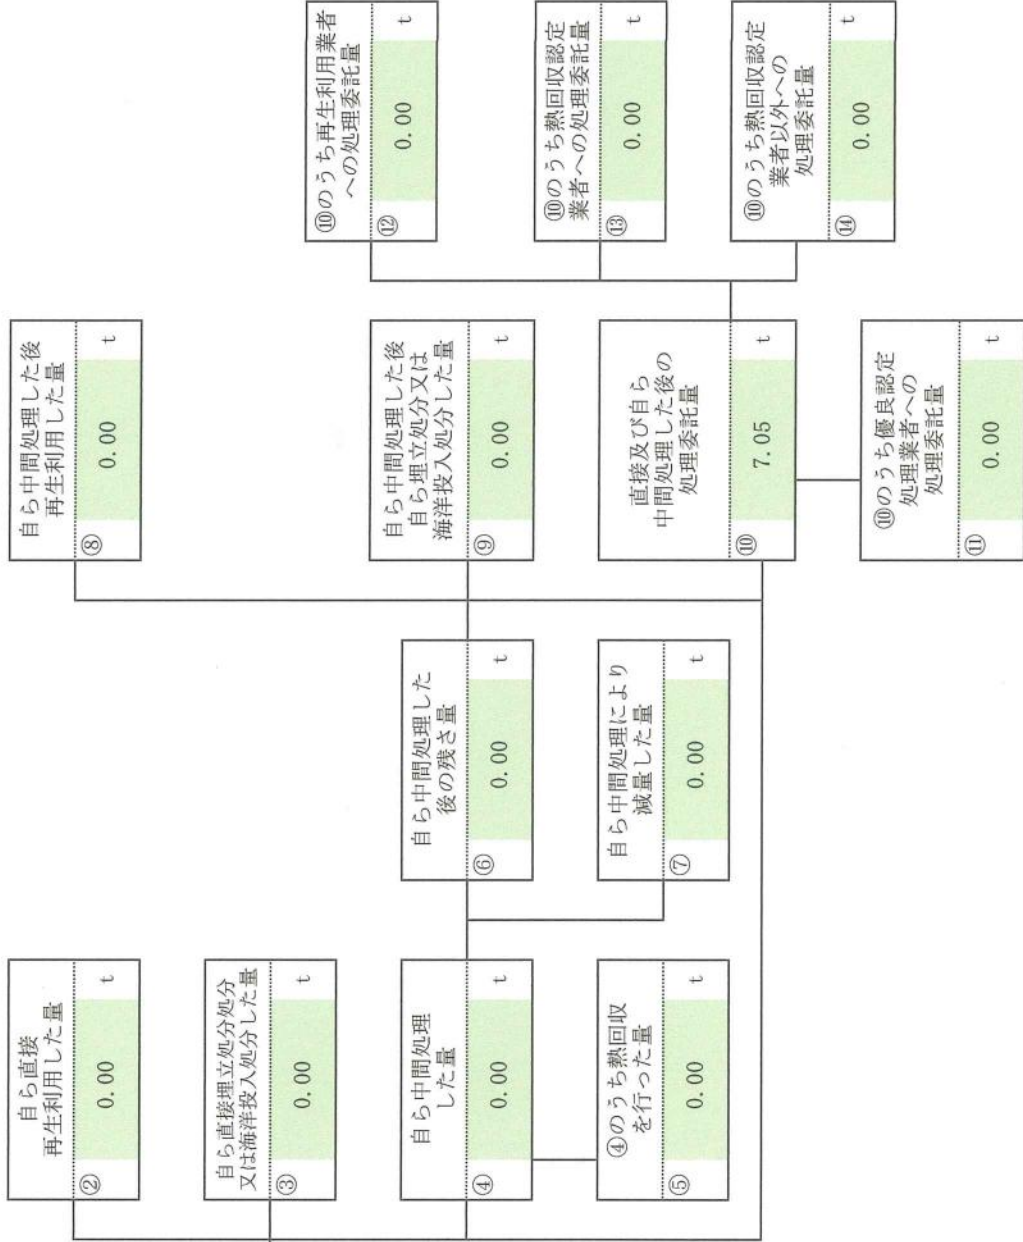 自ら直接
再生利用した量
② 0.00 t
自ら直接埋立処分処分
又は海洋投入処分した量
③ 0.00 t
自ら中間処理
した量
④ 0.00 t
④のうち熱回収
を行った量
⑤ 0.00 t
自ら中間処理した
後の残さ量
⑥ 0.00 t
自ら中間処理により
減量した量
⑦ 0.00 t
自ら中間処理した後
再生利用した量
⑧ 0.00 t
自ら中間処理した後
自ら埋立処分又は
海洋投入処分した量
⑨ 0.00 t
直接及び自ら
中間処理した後の
処理委託量
⑩ 7.05 t
⑩のうち優良認定
処理業者への
処理委託量
⑪ 0.00 t
⑩のうち再生利用業者
への処理委託量
⑫ 0.00 t
⑩のうち熱回収認定
業者への処理委託量
⑬ 0.00 t
⑩のうち熱回収認定
業者以外への
処理委託量
⑭ 0.00 t